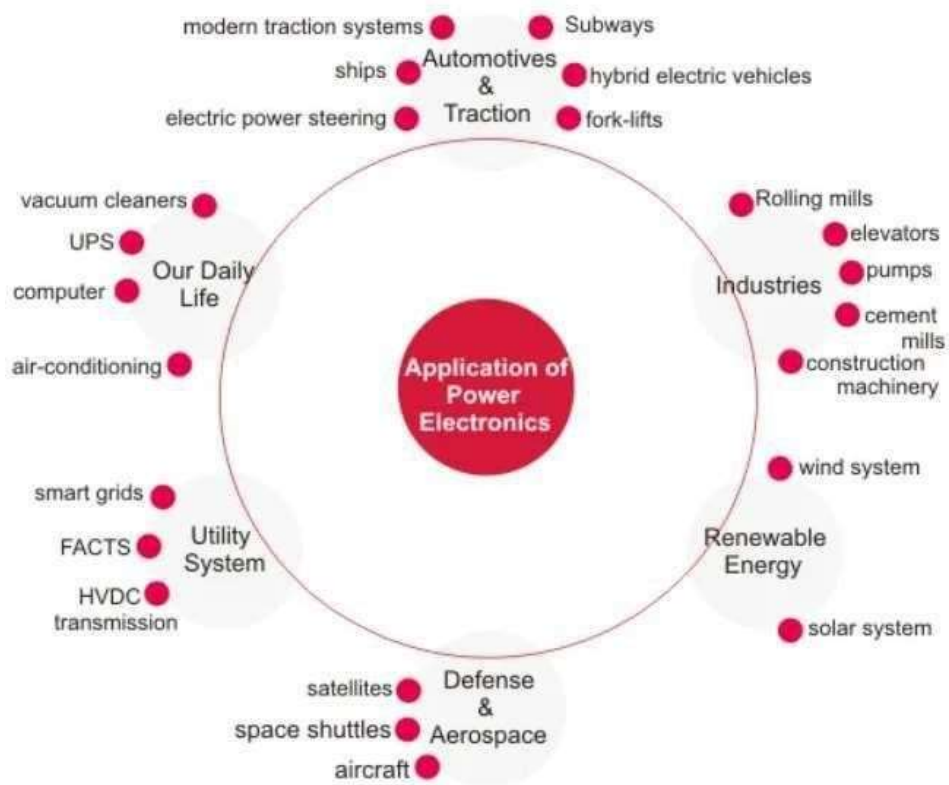 modern traction systems
Subways
Automotives
&
Traction
ships
hybrid electric vehicles
electric power steering
fork-lifts
vacuum cleaners
UPS
Our Daily
Life
computer
air-conditioning
Rolling mills
elevators
Industries
pumps
cement
mills
construction
machinery
Application of
Power
Electronics
smart grids
Utility
System
FACTS
HVDC
transmission
wind system
Renewable
Energy
solar system
satellites
Defense
&
Aerospace
space shuttles
aircraft